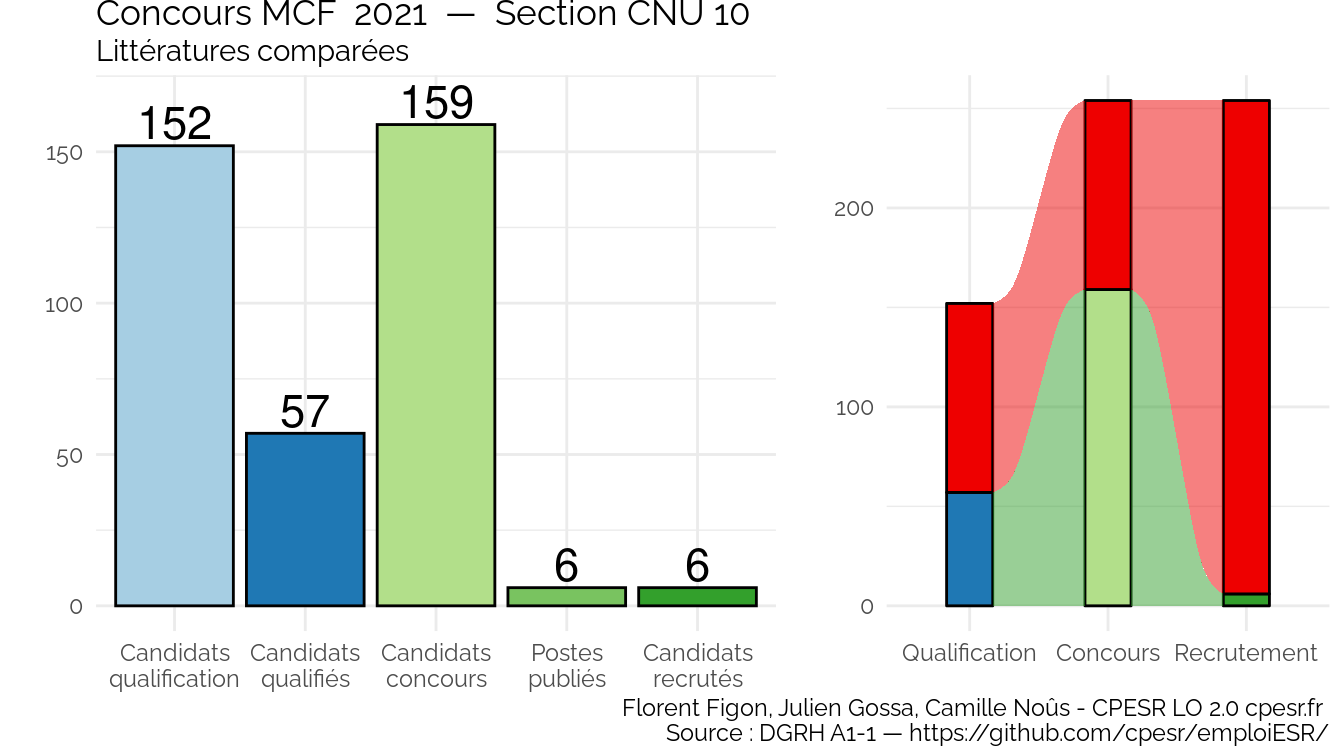 Concours MCF 2021 — Section CNU 10
Littératures comparées
152
57
159
6
6
150
100
50
0
Candidats qualification
Candidats qualifiés
Candidats concours
Postes publiés
Candidats recrutés
200
100
0
Qualification
Concours
Recrutement
Florent Figon, Julien Gossa, Camille Noûs - CPESR LO 2.0 cpesr.fr
Source : DGRH A1-1 — https://github.com/cpesr/emploiESR/